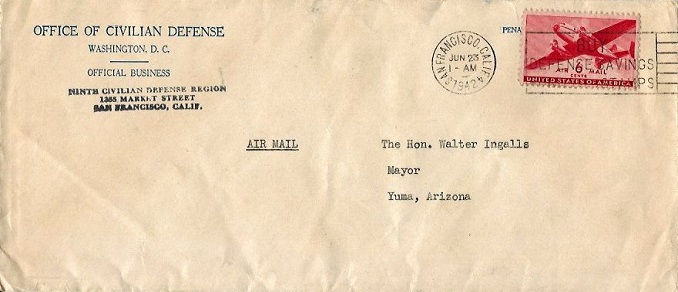 OFFICE OF CIVILIAN DEFENSE
WASHINGTON, D. C.
OFFICIAL BUSINESS
NINTH CIVILIAN DEFENSE REGION
1355 MARKET STREET
SAN FRANCISCO, CALIF.
PENA
SAN FRANCISCO, CALIF.
JUN 23
1 - AM
1942
BUY
DEFENSE SAVINGS
PS
AIR 6 MAIL
CENTS
UNITED STATES OF AMERICA
AIR MAIL
The Hon. Walter Ingalls
Mayor
Yuma, Arizona